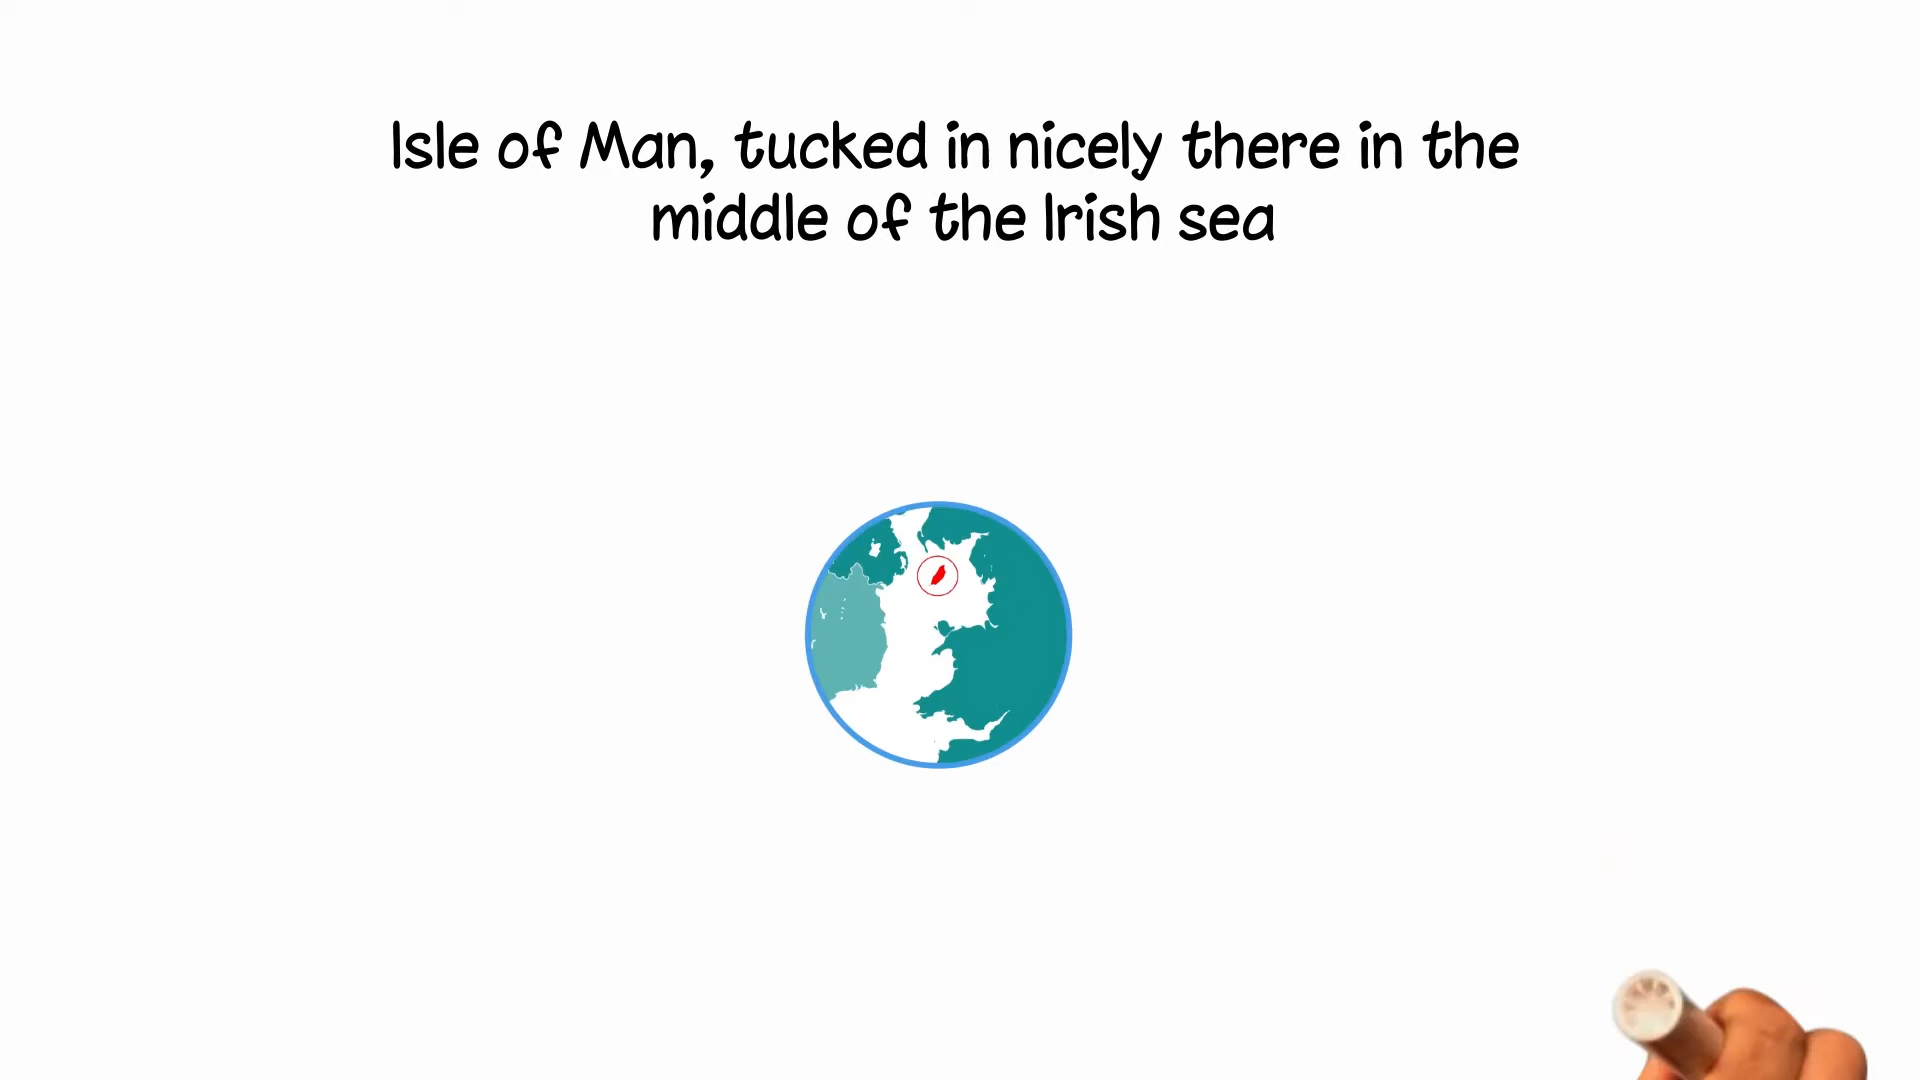 Isle of Man, tucked in nicely there in the
middle of the Irish sea